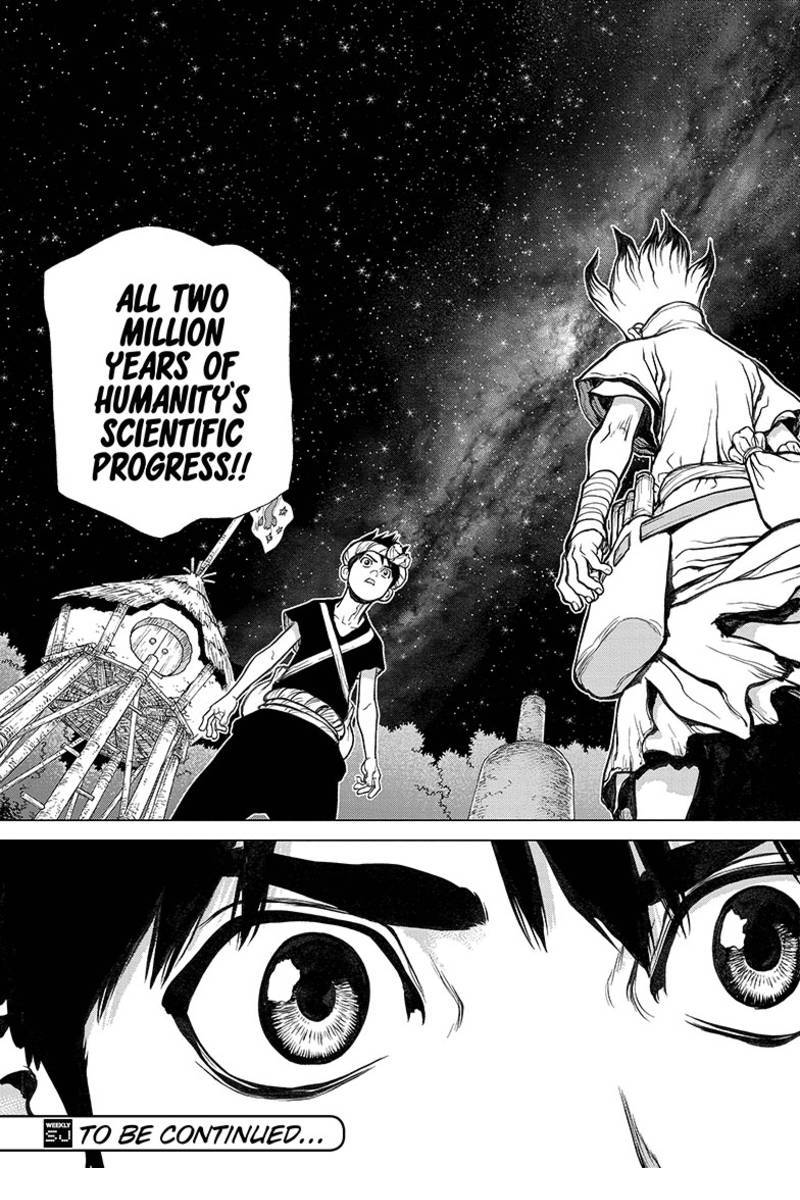 ALL TWO
MILLION
YEARS OF
HUMANITY'S
SCIENTIFIC
PROGRESS!!
WEEKLY
SJ
TO BE CONTINUED...